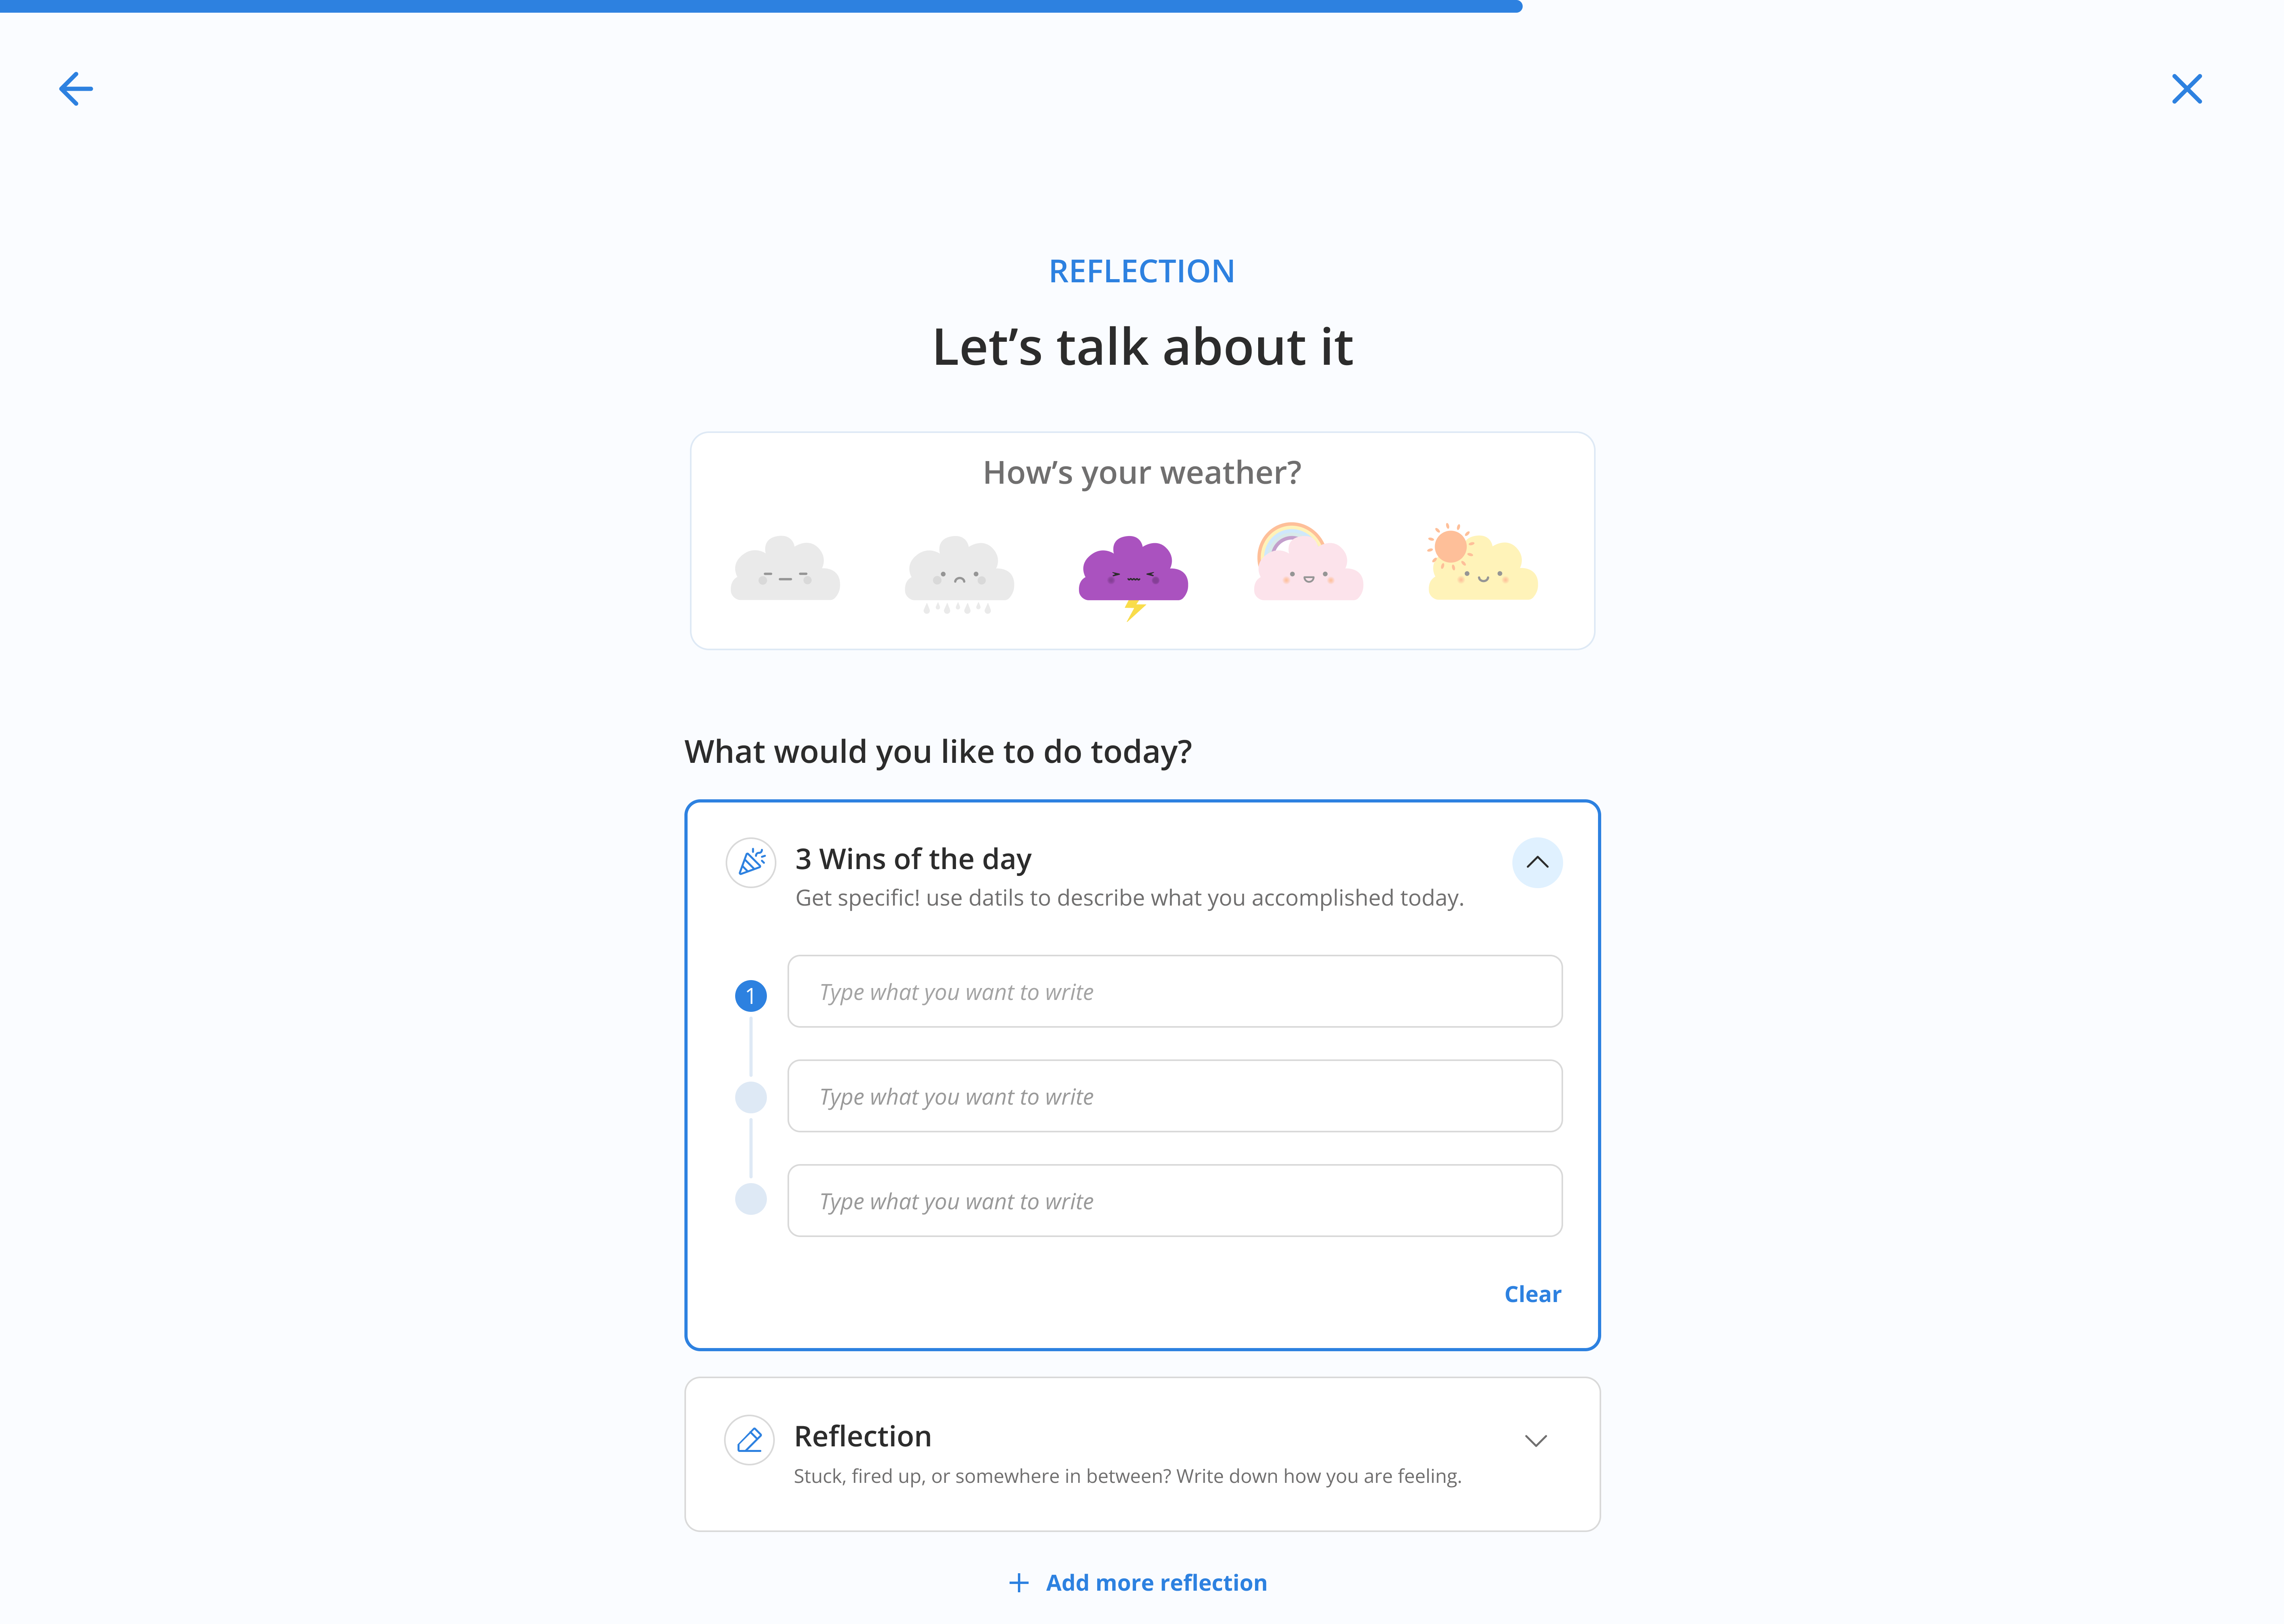 REFLECTION
Let’s talk about it
How’s your weather?
What would you like to do today?
3 Wins of the day
Get specific! use datils to describe what you accomplished today.
1
Type what you want to write
Type what you want to write
Type what you want to write
Clear
Reflection
Stuck, fired up, or somewhere in between? Write down how you are feeling.
Add more reflection